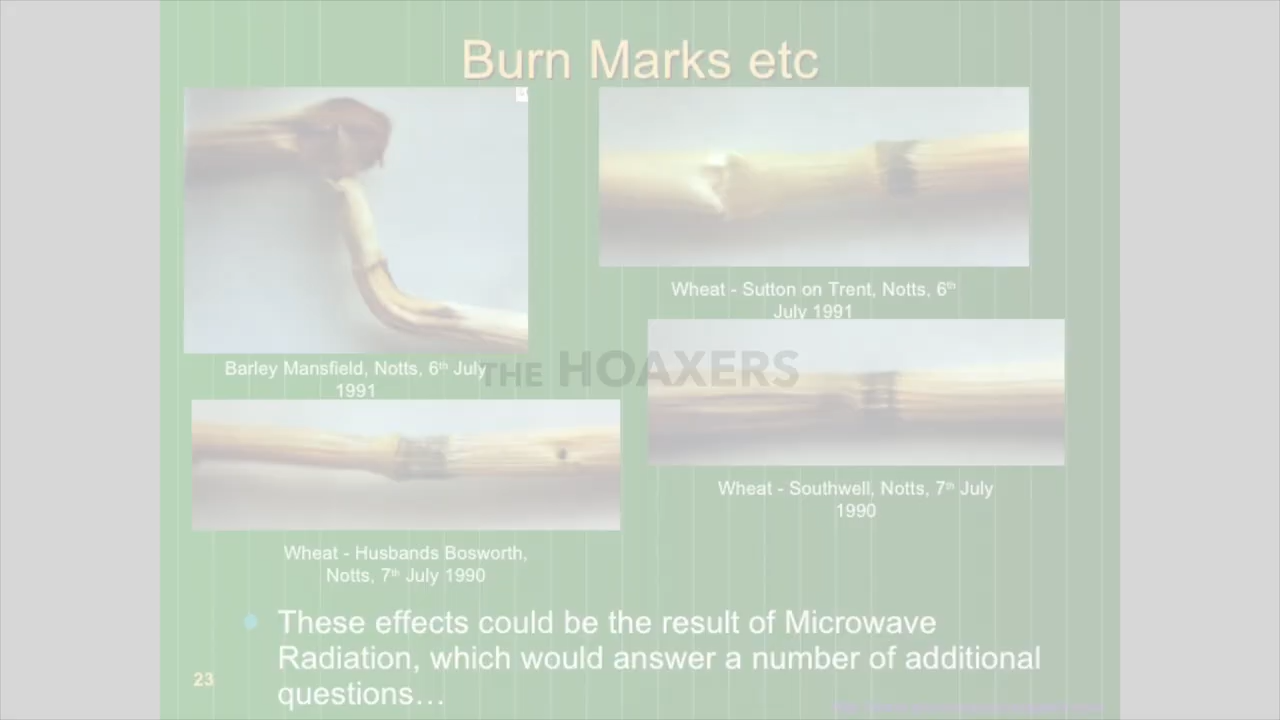 Burn Marks etc
Wheat - Sutton on Trent, Notts, 6th
July 1991
Barley Mansfield, Notts, 6th July
1991
THE HOAXERS
Wheat - Southwell, Notts, 7th July
1990
Wheat - Husbands Bosworth,
Notts, 7th July 1990
These effects could be the result of Microwave
Radiation, which would answer a number of additional
questions…
23